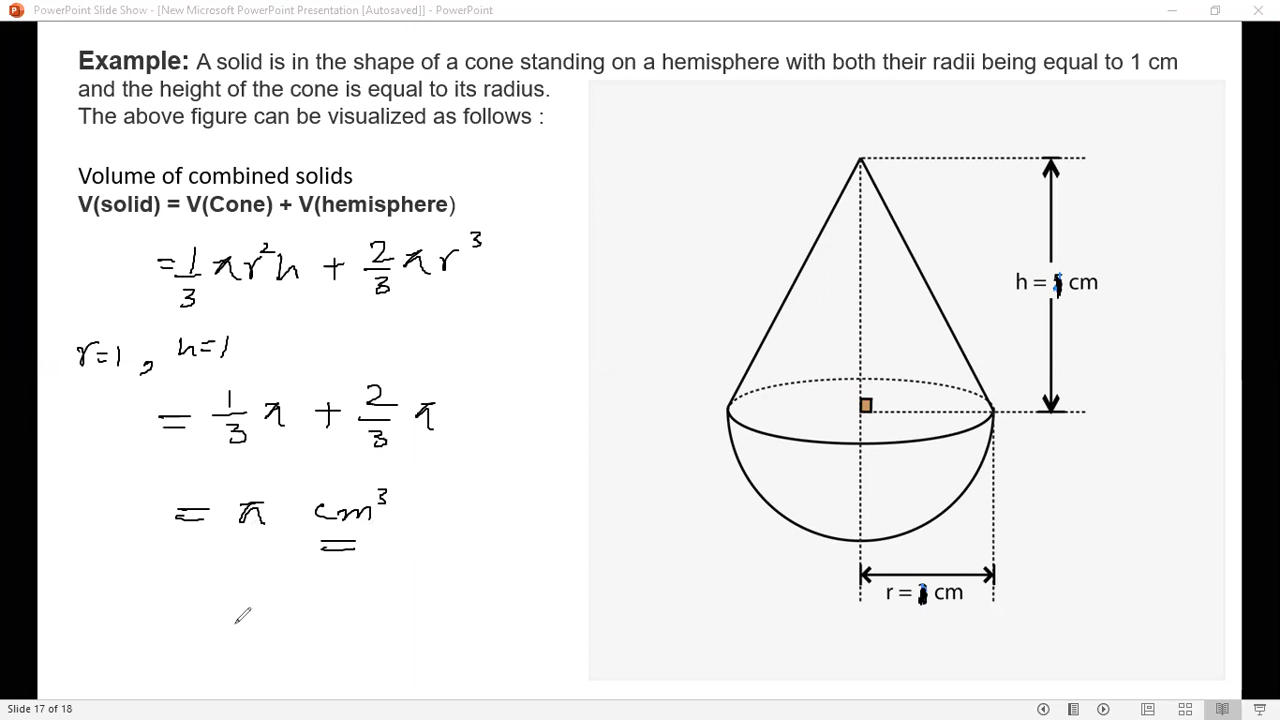 PowerPoint Slide Show - [New Microsoft PowerPoint Presentation [Autosaved]] - PowerPoint
Example: A solid is in the shape of a cone standing on a hemisphere with both their radii being equal to 1 cm
and the height of the cone is equal to its radius.
The above figure can be visualized as follows :
Volume of combined solids
V(solid) = V(Cone) + V(hemisphere)
= 1/3 πr²h + 2/3 πr³
r=1 , h=1
= 1/3 π + 2/3 π
= π cm³
h = 1 cm
r = cm
Slide 17 of 18